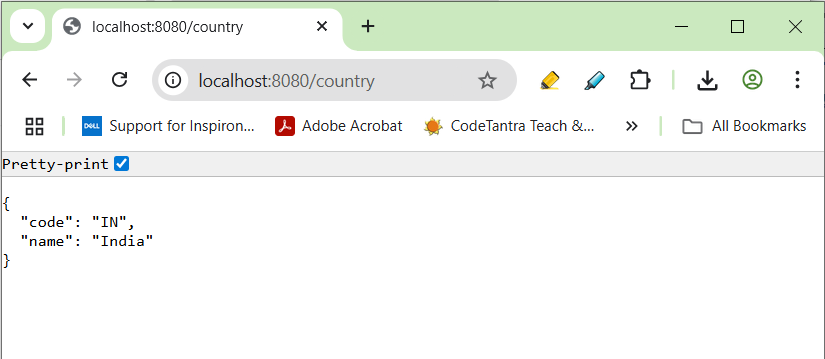 localhost:8080/country
localhost:8080/country
DELL Support for Inspiron... Adobe Acrobat CodeTantra Teach &... All Bookmarks
Pretty-print
{
  "code": "IN",
  "name": "India"
}